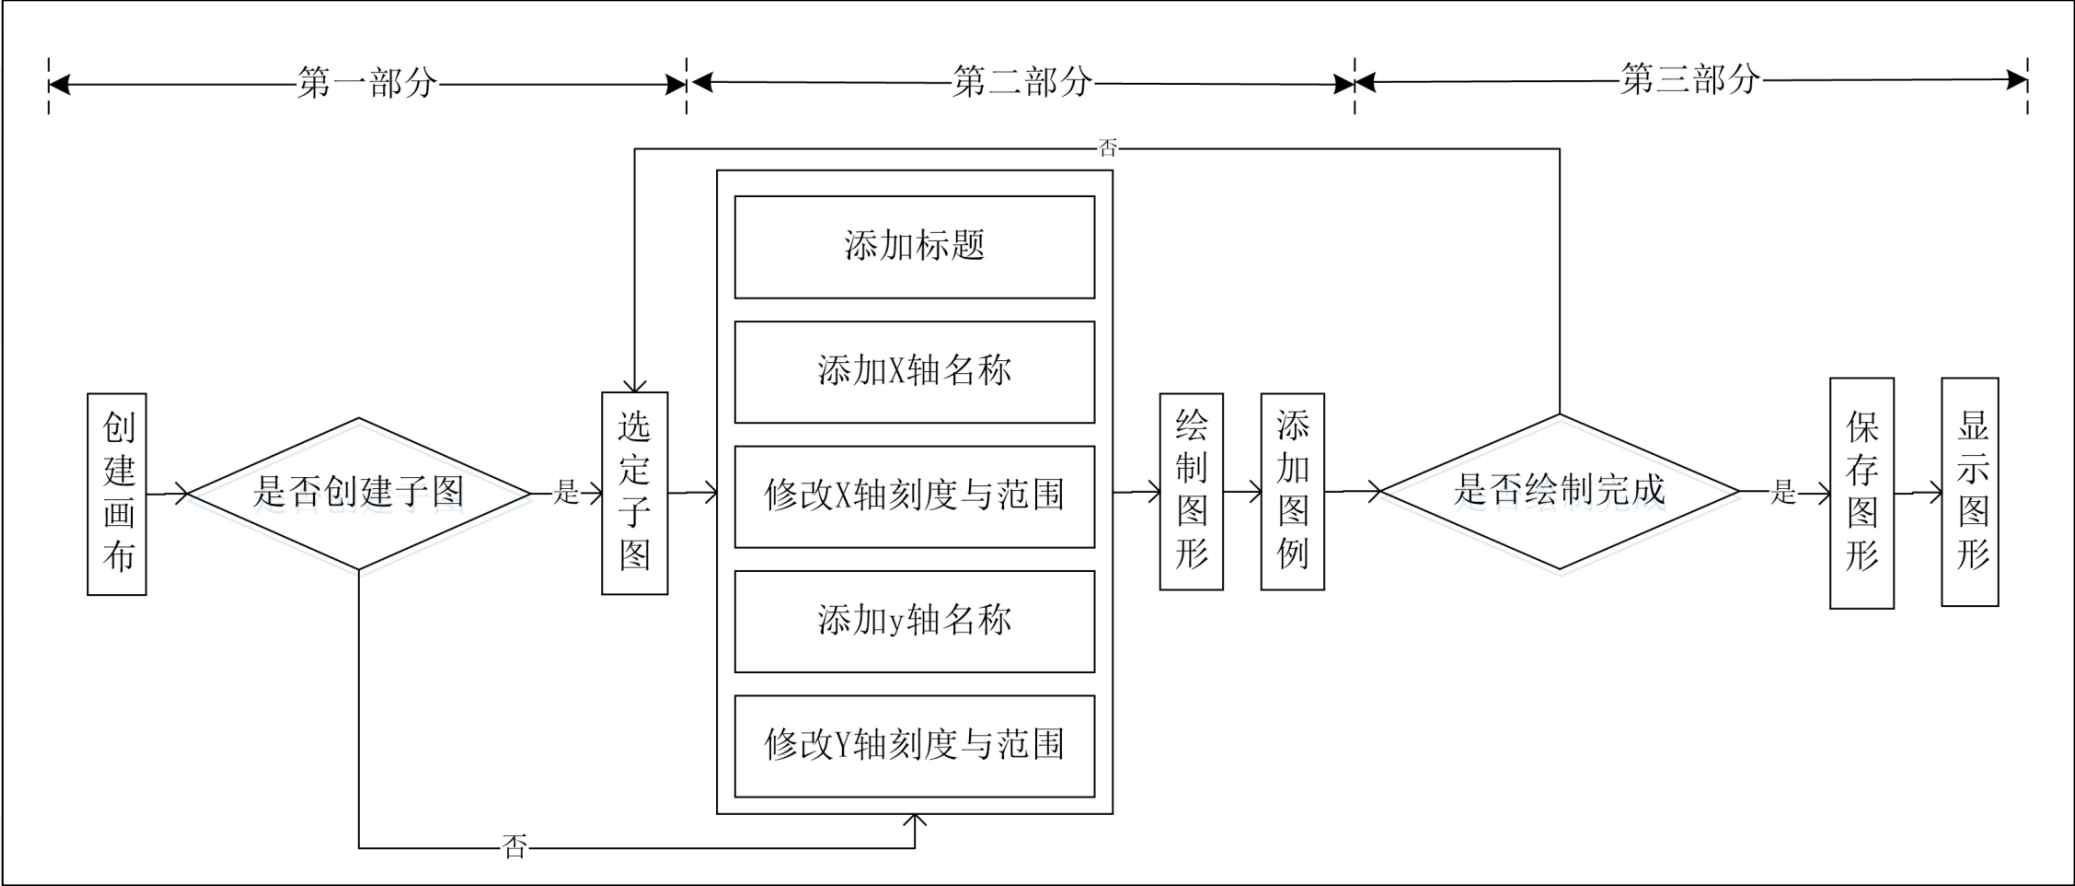 第一部分
第二部分
第三部分
否
创建画布
是否创建子图
是
选定子图
添加标题
添加X轴名称
修改X轴刻度与范围
添加y轴名称
修改Y轴刻度与范围
绘制图形
添加图例
是否绘制完成
是
保存图形
显示图形
否